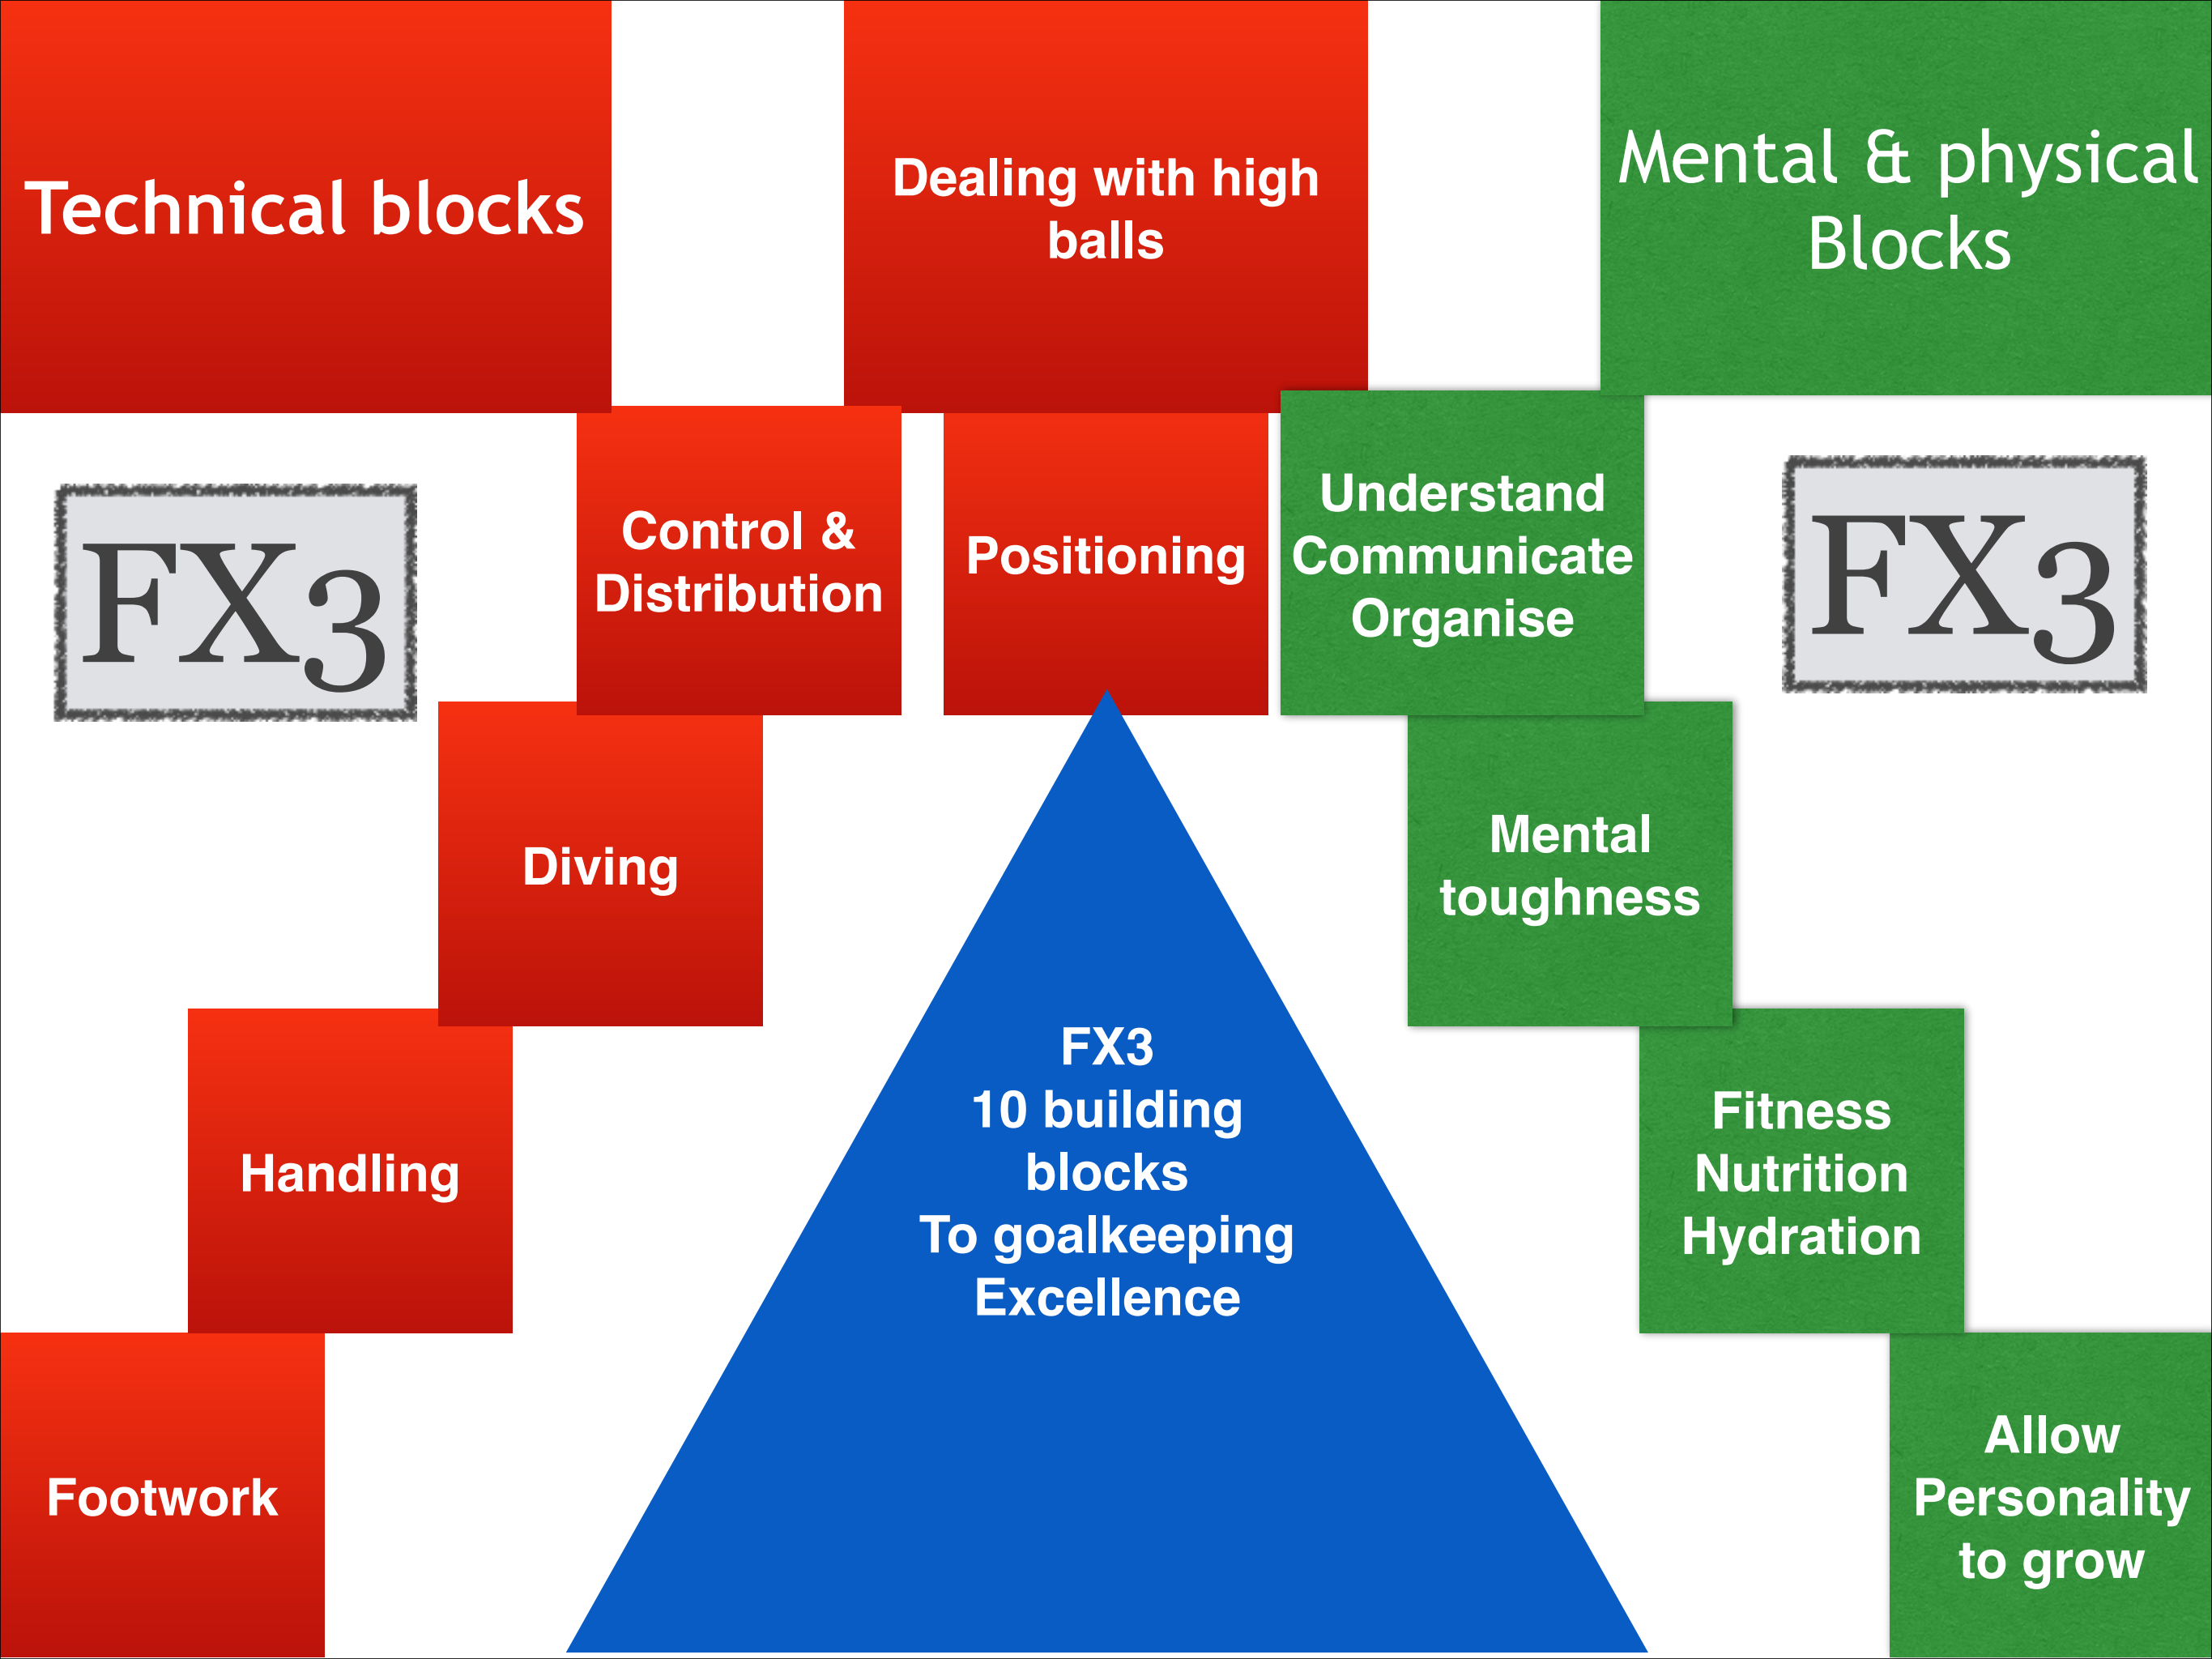 Technical blocks
Dealing with high
balls
Mental & physical
Blocks
FX3
Control &
Distribution
Positioning
Understand
Communicate
Organise
FX3
Diving
Mental
toughness
Handling
FX3
10 building
blocks
To goalkeeping
Excellence
Fitness
Nutrition
Hydration
Footwork
Allow
Personality
to grow